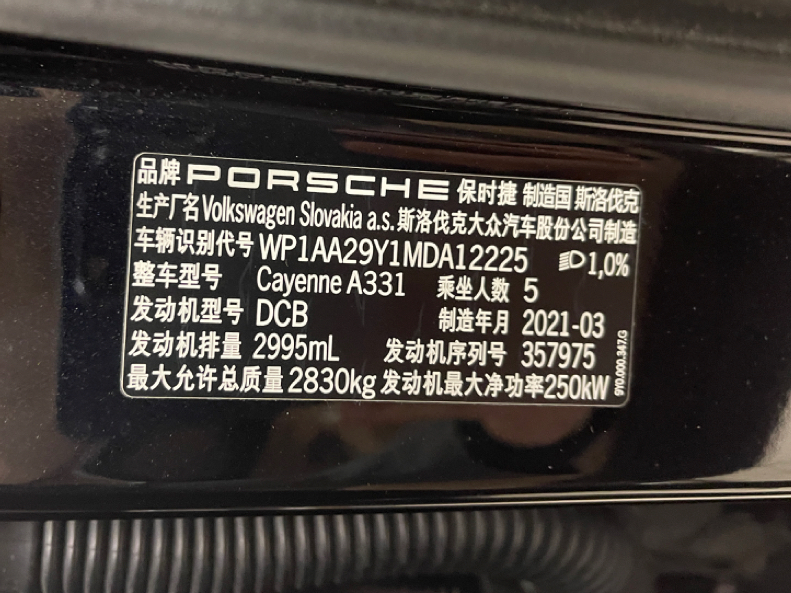 品牌 PORSCHE 保时捷 制造国 斯洛伐克
生产厂名 Volkswagen Slovakia a.s. 斯洛伐克大众汽车股份公司制造
车辆识别代号 WP1AA29Y1MDA12225 1,0%
整车型号 Cayenne A331 乘坐人数 5
发动机型号 DCB 制造年月 2021-03
发动机排量 2995mL 发动机序列号 357975
最大允许总质量 2830kg 发动机最大净功率 250kW
9Y0.000.347.G